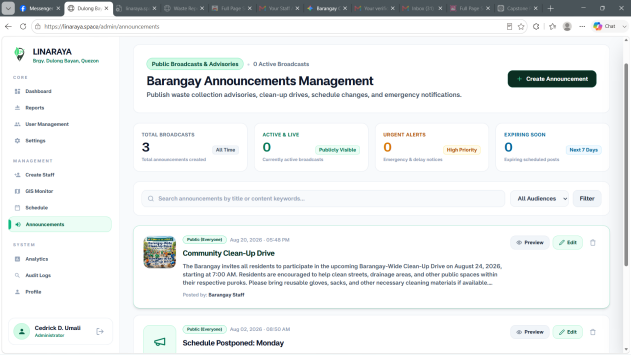 Messenger
Dulong Ba
linaraya.sp
Waste Re
Full Page
Your Staff
Barangay
Your verifi
Inbox (
Full Page
Capstone
https://linaraya.space/admin/announcements
Chat
LINARAYA
Brgy. Dulong Bayan, Quezon
CORE
Dashboard
Reports
User Management
Settings
MANAGEMENT
Create Staff
GIS Monitor
Schedule
Announcements
SYSTEM
Analytics
Audit Logs
Profile
Cedrick D. Umali
Administrator
Public Broadcasts & Advisories • 0 Active Broadcasts
Barangay Announcements Management
Publish waste collection advisories, clean-up drives, schedule changes, and emergency notifications.
+ Create Announcement
TOTAL BROADCASTS
3
All Time
Total announcements created
ACTIVE & LIVE
0
Publicly Visible
Currently active broadcasts
URGENT ALERTS
0
High Priority
Emergency & delay notices
EXPIRING SOON
0
Next 7 Days
Expiring scheduled posts
Search announcements by title or content keywords...
All Audiences
Filter
Public (Everyone) Aug 20, 2026 • 05:48 PM
Preview
Edit
Community Clean-Up Drive
The Barangay invites all residents to participate in the upcoming Barangay-Wide Clean-Up Drive on August 24, 2026,
starting at 7:00 AM. Residents are encouraged to help clean streets, drainage areas, and other public spaces within
their respective puroks. Please bring reusable gloves, sacks, and other necessary cleaning materials if available....
Posted by: Barangay Staff
Public (Everyone) Aug 02, 2026 • 08:50 AM
Preview
Edit
Schedule Postponed: Monday